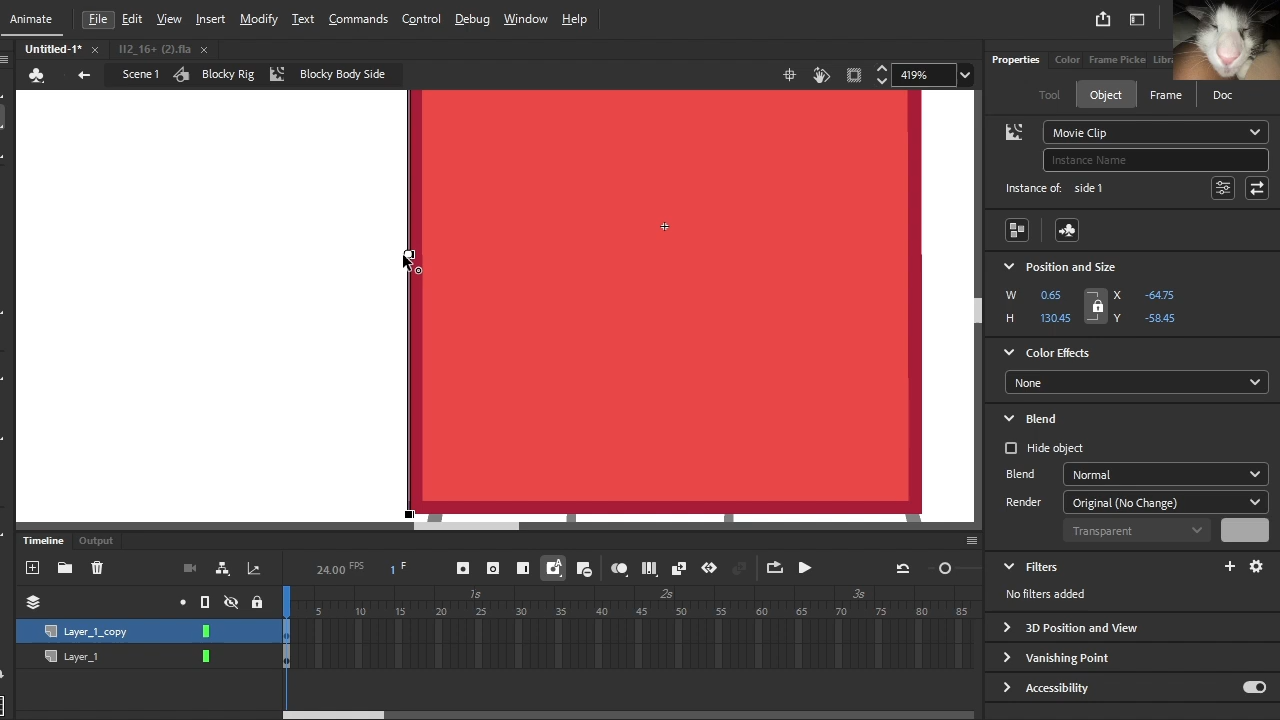 Animate File Edit View Insert Modify Text Commands Control Debug Window Help
Untitled-1* × II2_16+ (2).fla ×
Scene 1 Blocky Rig Blocky Body Side 419%
Properties Color Frame Picke Libra
Tool Object Frame Doc
Movie Clip
Instance Name
Instance of: side 1
Position and Size
W 0.65 X -64.75
H 130.45 Y -58.45
Color Effects
None
Blend
Hide object
Blend Normal
Render Original (No Change)
Transparent
Filters
No filters added
3D Position and View
Vanishing Point
Accessibility
Timeline Output
24.00 FPS 1 F
1s 2s 3s
5 10 15 20 25 30 35 40 45 50 55 60 65 70 75 80 85
Layer_1_copy
Layer_1